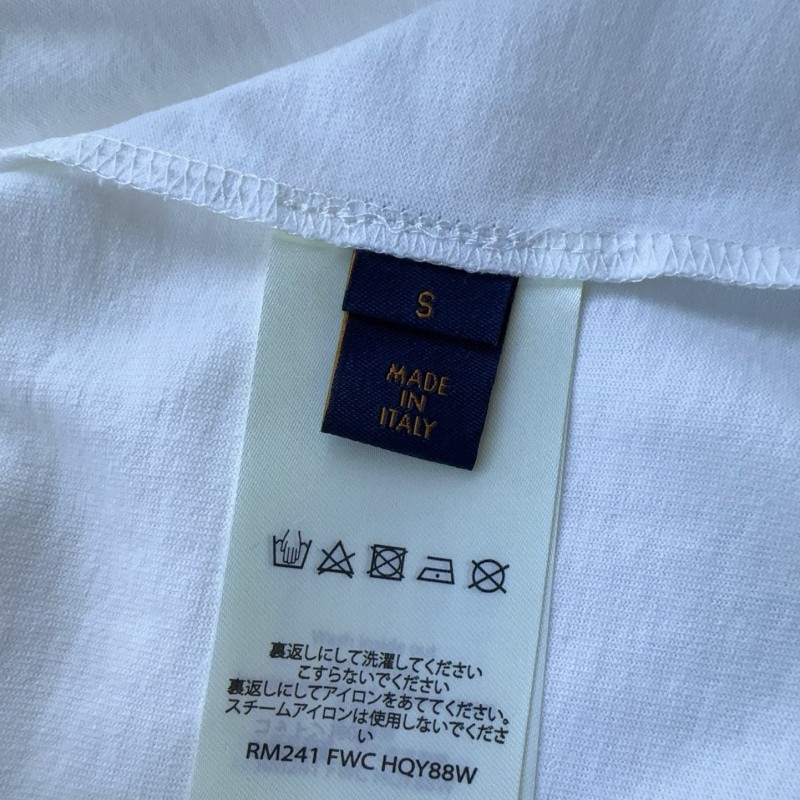 S
MADE
IN
ITALY
裏返しにして洗濯してください
こすらないでください
裏返しにしてアイロンをあててください。
スチームアイロンは使用しないでくださ
い
RM241 FWC HQY88W